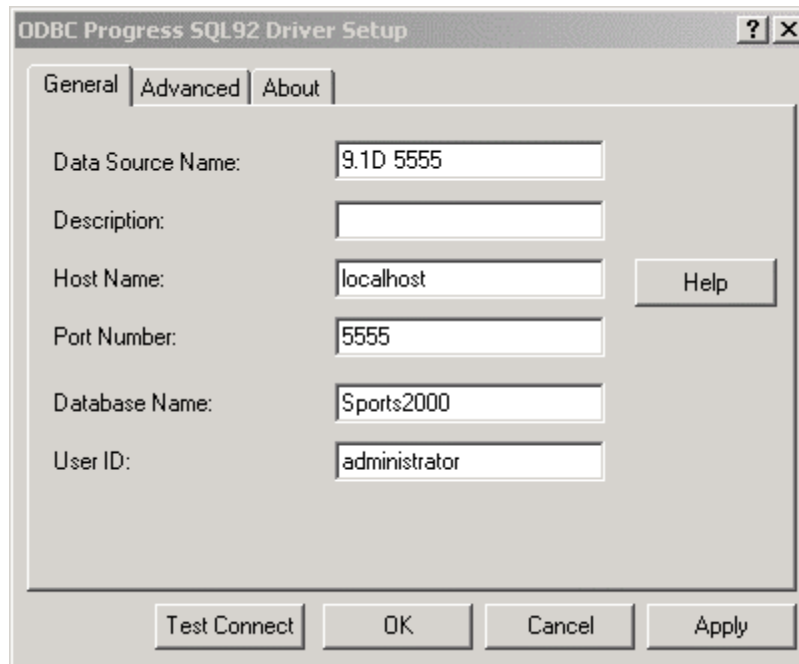 ODBC Progress SQL92 Driver Setup ? X
General Advanced About
Data Source Name: 9.1D 5555
Description:
Host Name: localhost
Help
Port Number: 5555
Database Name: Sports2000
User ID: administrator
Test Connect OK Cancel Apply